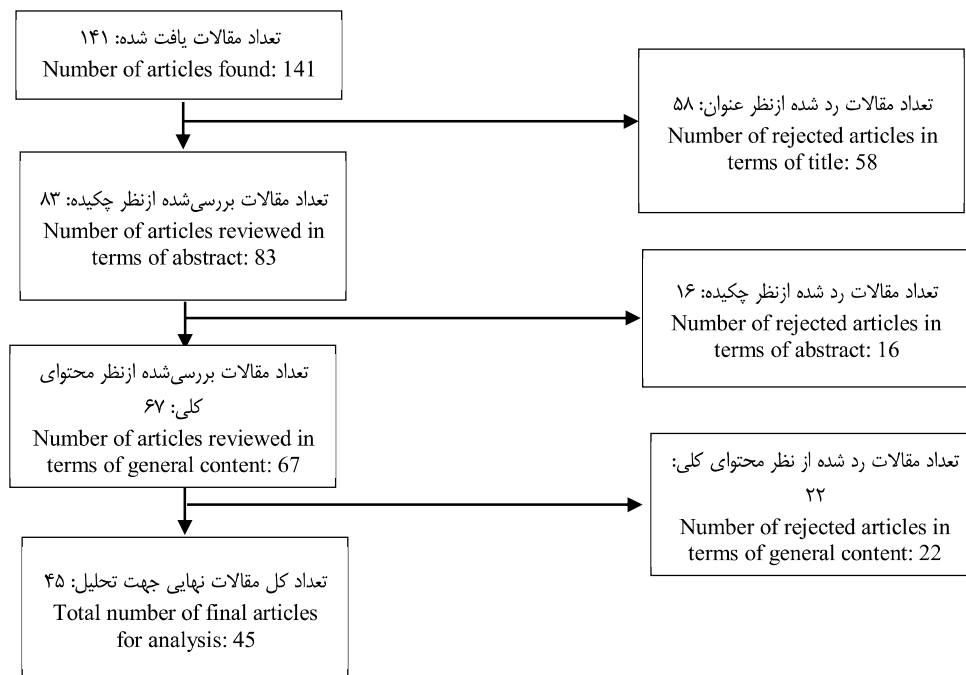 تعداد مقالات یافت شده: ۱۴۱
Number of articles found: 141
تعداد مقالات رد شده ازنظر عنوان: ۵۸
Number of rejected articles in
terms of title: 58
تعداد مقالات بررسی‌شده ازنظر چکیده: ۸۳
Number of articles reviewed in
terms of abstract: 83
تعداد مقالات رد شده ازنظر چکیده: ۱۶
Number of rejected articles in
terms of abstract: 16
تعداد مقالات بررسی‌شده ازنظر محتوای
کلی: ۶۷
Number of articles reviewed in
terms of general content: 67
تعداد مقالات رد شده از نظر محتوای کلی:
۲۲
Number of rejected articles in
terms of general content: 22
تعداد کل مقالات نهایی جهت تحلیل: ۴۵
Total number of final articles
for analysis: 45